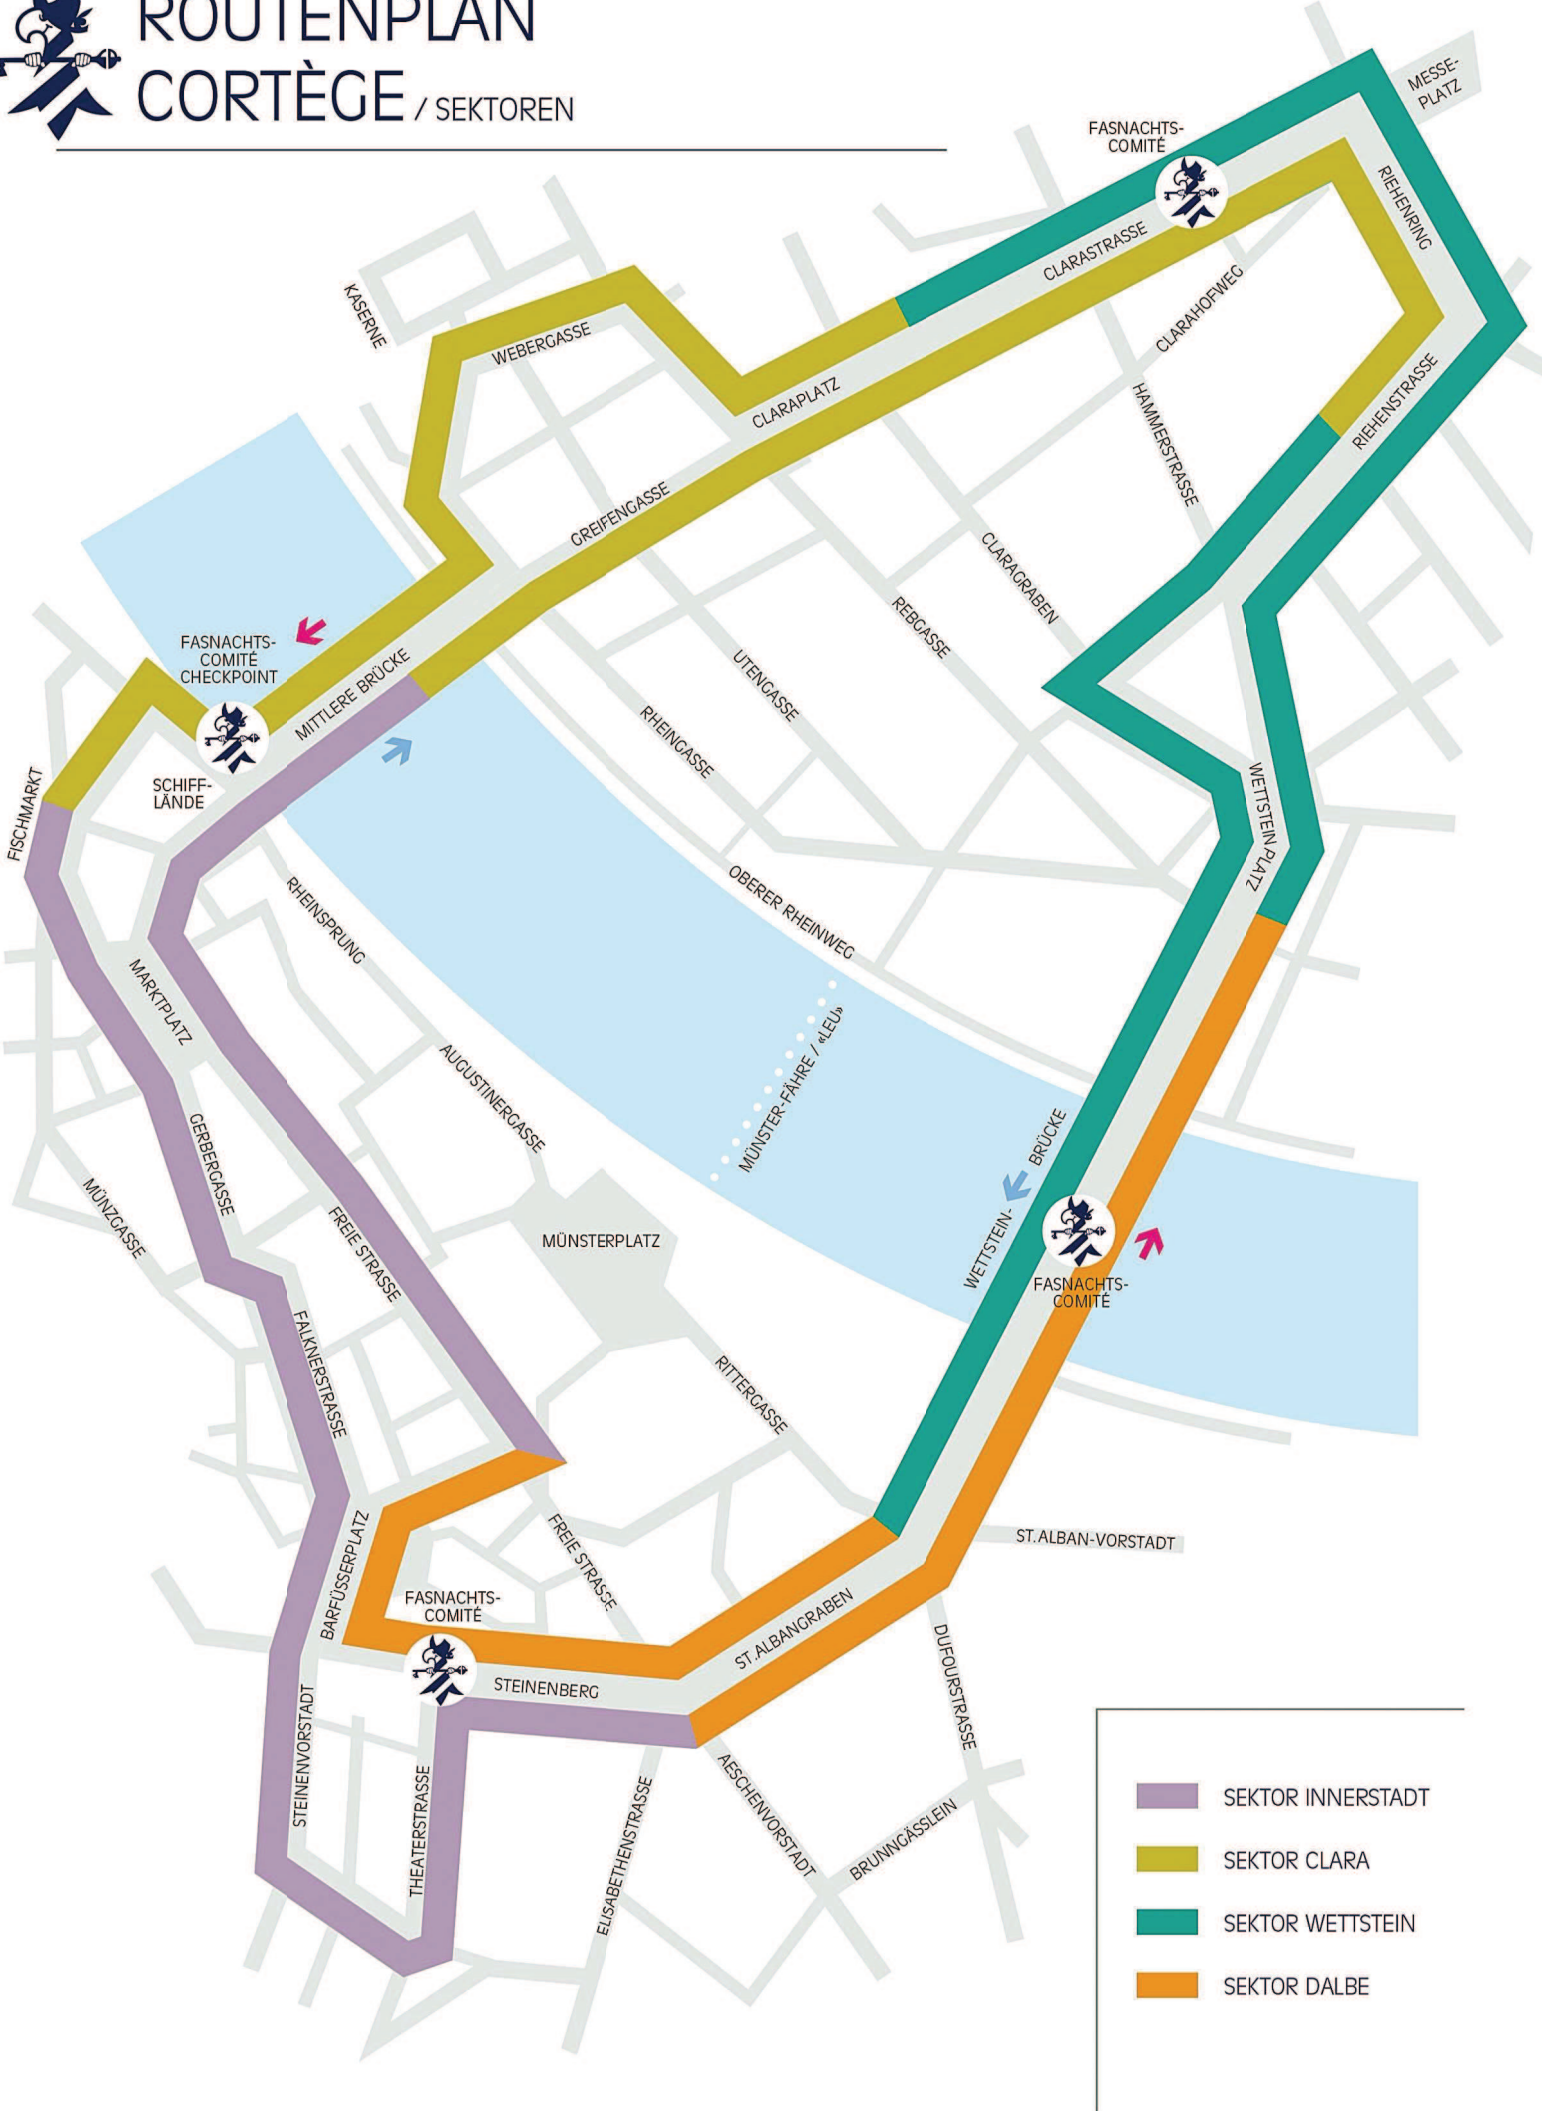 ROUTENPLAN
CORTÈGE / SEKTOREN
MESSE-
PLATZ
FASNACHTS-
COMITÉ
RIEHENRING
CLARASTRASSE
CLARAHOFWEG
KASERNE
WEBERGASSE
CLARAPLATZ
RIEHENSTRASSE
HAMMERSTRASSE
GREIFENGASSE
CLARAGRABEN
REBGASSE
UTENGASSE
RHEINGASSE
FASNACHTS-
COMITÉ
CHECKPOINT
MITTLERE BRÜCKE
SCHIFF-
LÄNDE
FISCHMARKT
WETTSTEINPLATZ
OBERER RHEINWEG
RHEINSPRUNG
MARKTPLATZ
MÜNSTER-FÄHRE / «LEU»
AUGUSTINERGASSE
GERBERGASSE
MÜNZGASSE
FREIE STRASSE
MÜNSTERPLATZ
WETTSTEIN-
BRÜCKE
FASNACHTS-
COMITÉ
FALKNERSTRASSE
RITTERGASSE
BARFÜSSERPLATZ
FREIE STRASSE
ST.ALBAN-VORSTADT
FASNACHTS-
COMITÉ
ST.ALBANGRABEN
STEINENBERG
DUFOURSTRASSE
STEINENVORSTADT
THEATERSTRASSE
ELISABETHENSTRASSE
AESCHENVORSTADT
BRUNNGÄSSLEIN
SEKTOR INNERSTADT
SEKTOR CLARA
SEKTOR WETTSTEIN
SEKTOR DALBE